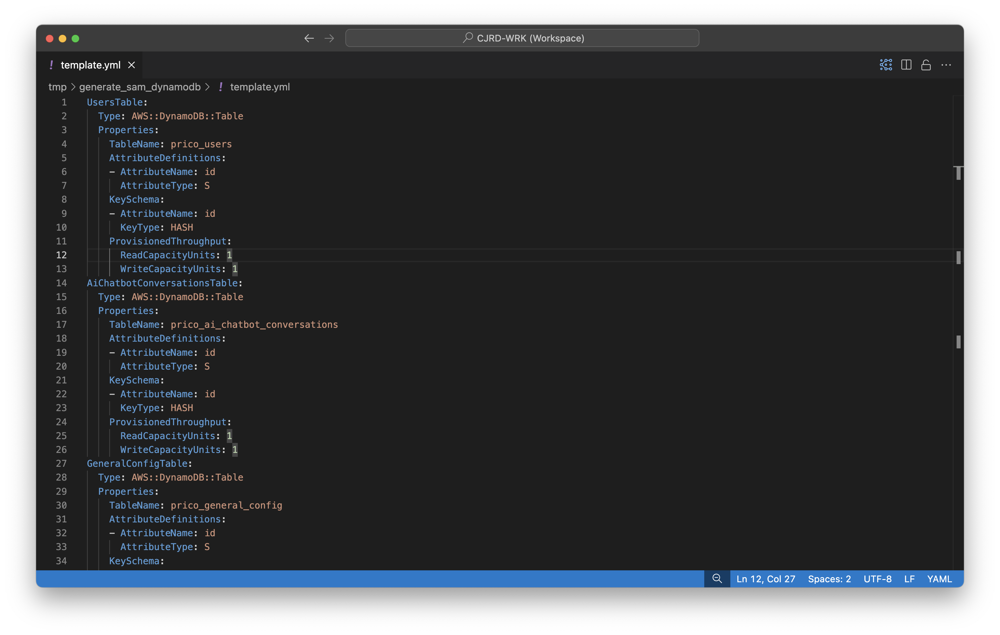 CJRD-WRK (Workspace)
! template.yml
tmp > generate_sam_dynamodb > ! template.yml
1 UsersTable:
2   Type: AWS::DynamoDB::Table
3   Properties:
4     TableName: prico_users
5     AttributeDefinitions:
6     - AttributeName: id
7       AttributeType: S
8     KeySchema:
9     - AttributeName: id
10       KeyType: HASH
11     ProvisionedThroughput:
12       ReadCapacityUnits: 1
13       WriteCapacityUnits: 1
14 AiChatbotConversationsTable:
15   Type: AWS::DynamoDB::Table
16   Properties:
17     TableName: prico_ai_chatbot_conversations
18     AttributeDefinitions:
19     - AttributeName: id
20       AttributeType: S
21     KeySchema:
22     - AttributeName: id
23       KeyType: HASH
24     ProvisionedThroughput:
25       ReadCapacityUnits: 1
26       WriteCapacityUnits: 1
27 GeneralConfigTable:
28   Type: AWS::DynamoDB::Table
29   Properties:
30     TableName: prico_general_config
31     AttributeDefinitions:
32     - AttributeName: id
33       AttributeType: S
34     KeySchema:
Ln 12, Col 27 Spaces: 2 UTF-8 LF YAML